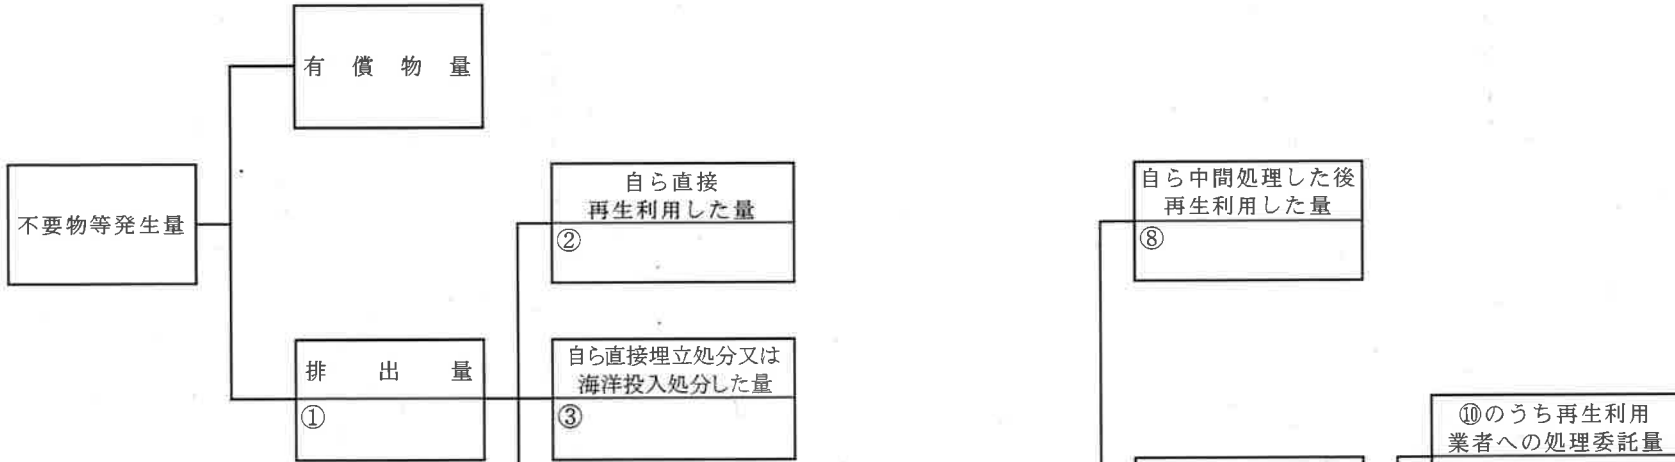 有償物量
不要物等発生量
自ら直接
再生利用した量
②
自ら中間処理した後
再生利用した量
⑧
排出量
①
自ら直接埋立処分又は
海洋投入処分した量
③
⑩のうち再生利用
業者への処理委託量